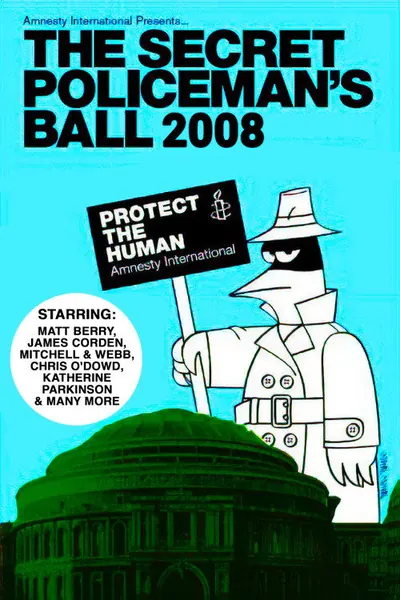 Amnesty International Presents...
THE SECRET
POLICEMAN'S
BALL 2008
PROTECT
THE
HUMAN
Amnesty International
STARRING:
MATT BERRY,
JAMES CORDEN,
MITCHELL & WEBB,
CHRIS O'DOWD,
KATHERINE
PARKINSON
& MANY MORE